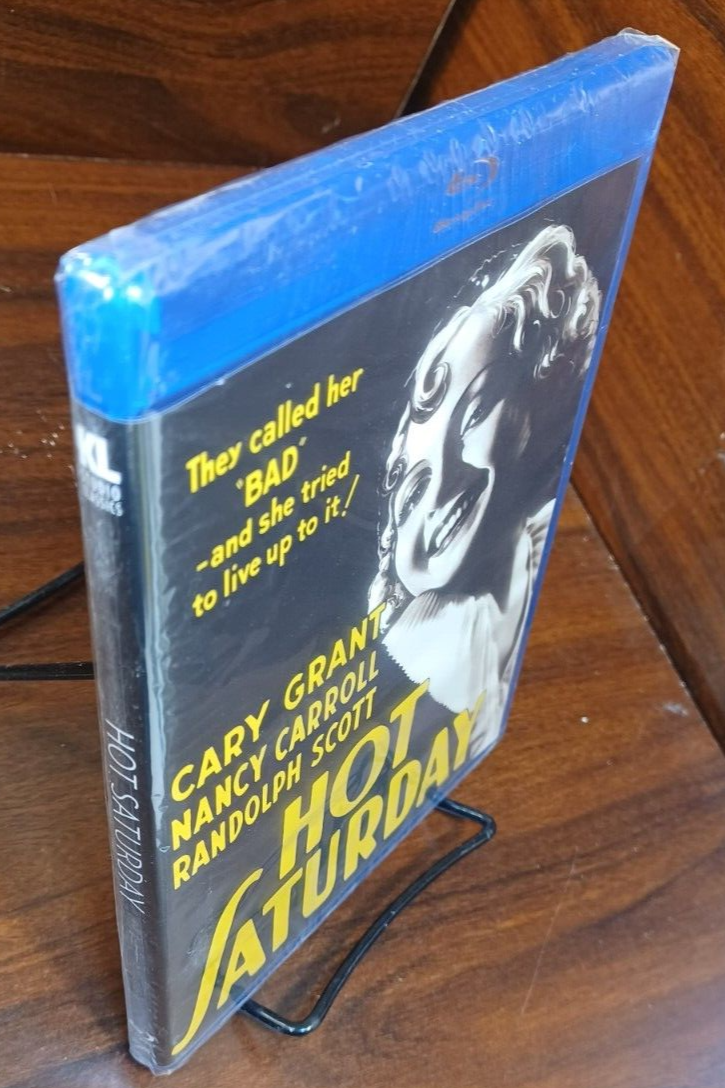 They called her
"BAD"
-and she tried
to live up to it!
CARY GRANT
NANCY CARROLL
RANDOLPH SCOTT
HOT
SATURDAY
KL
HOT SATURDAY